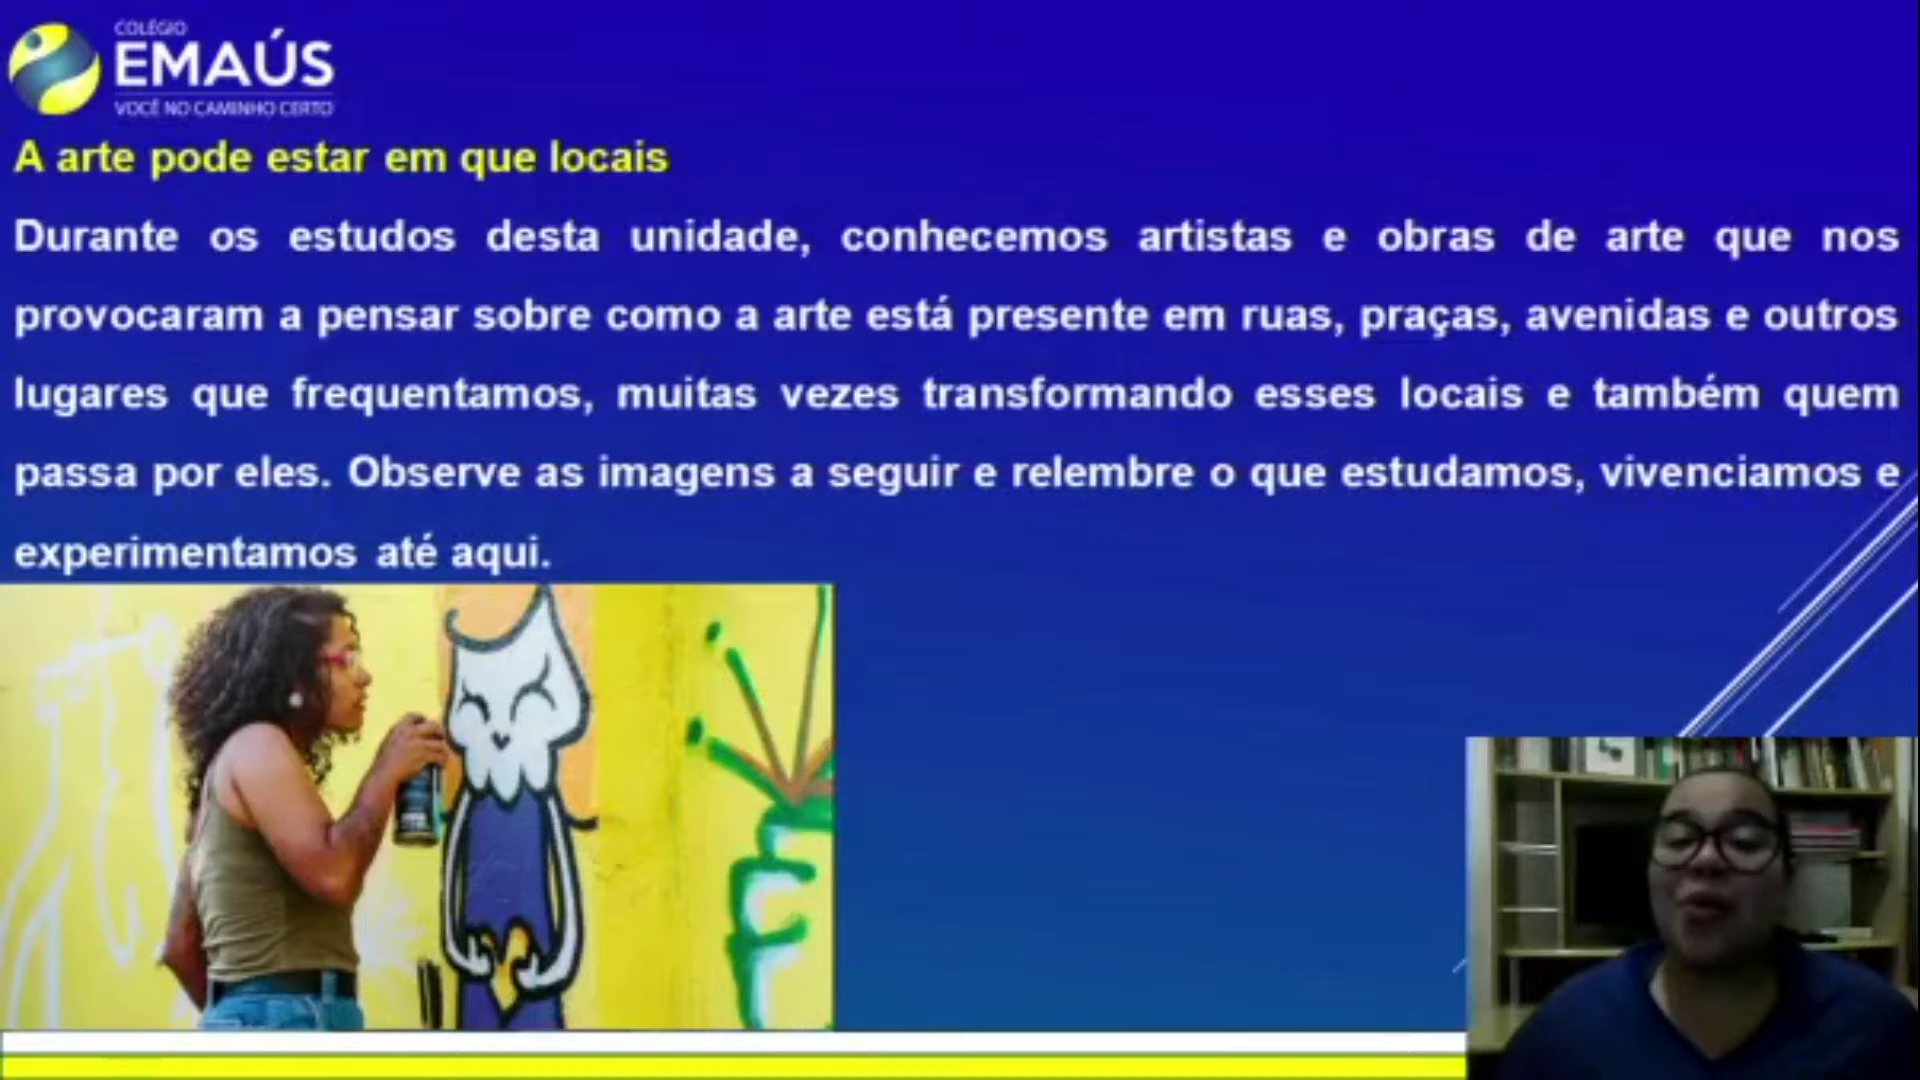 COLÉGIO
EMAÚS
VOCÊ NO CAMINHO CERTO
A arte pode estar em que locais
Durante os estudos desta unidade, conhecemos artistas e obras de arte que nos
provocaram a pensar sobre como a arte está presente em ruas, praças, avenidas e outros
lugares que frequentamos, muitas vezes transformando esses locais e também quem
passa por eles. Observe as imagens a seguir e relembre o que estudamos, vivenciamos e
experimentamos até aqui.